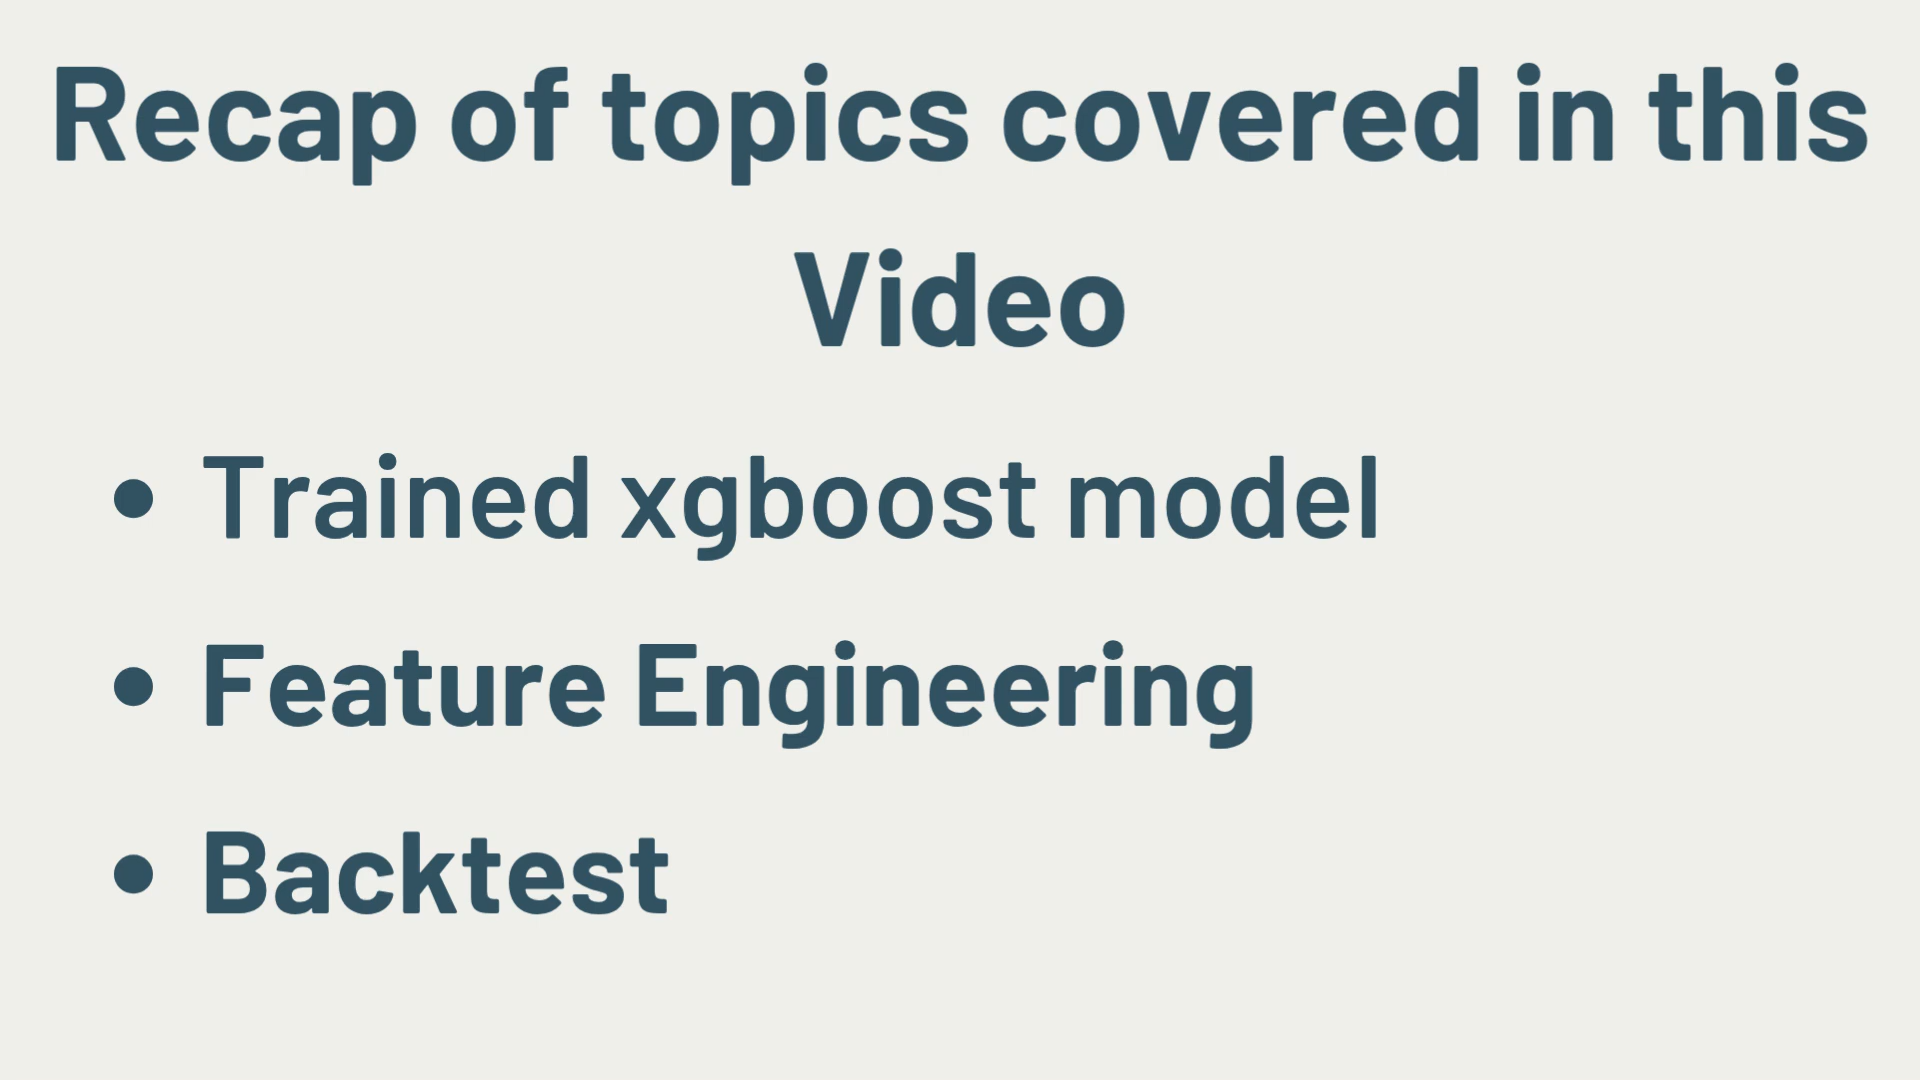 Recap of topics covered in this
Video
• Trained xgboost model
• Feature Engineering
• Backtest